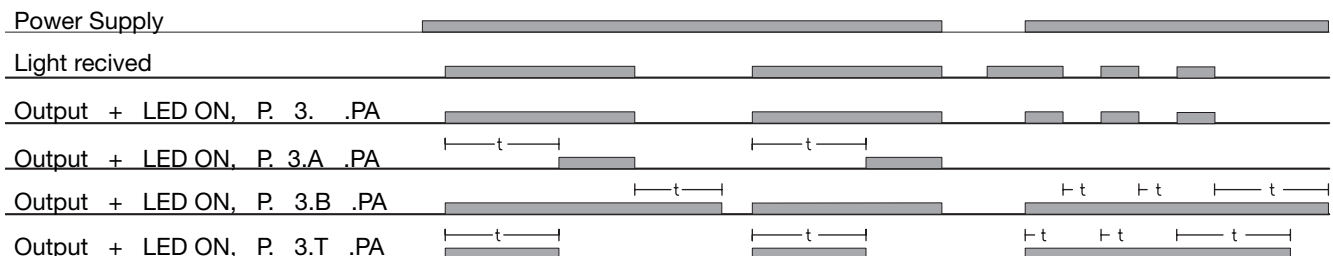 Power Supply
Light recived
Output + LED ON, P. 3. .PA
t t
Output + LED ON, P. 3.A .PA
t t t t
Output + LED ON, P. 3.B .PA
t t t t t
Output + LED ON, P. 3.T .PA